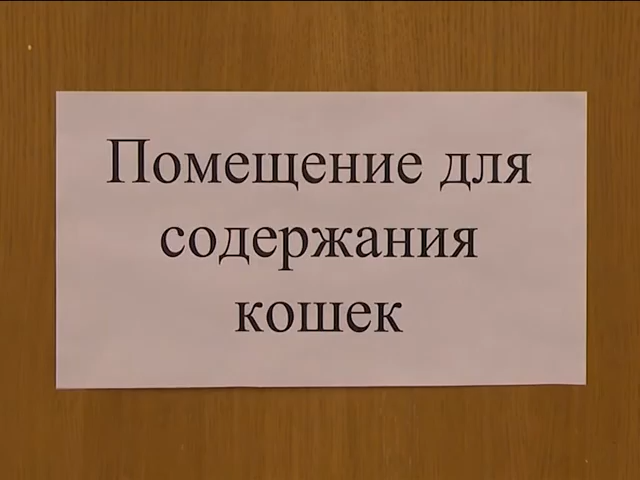 Помещение для
содержания
кошек